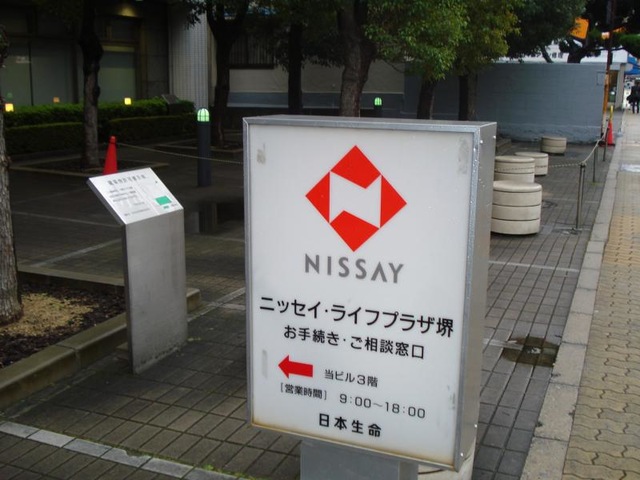 NISSAY
ニッセイ・ライフプラザ堺
お手続き・ご相談窓口
当ビル3階
［営業時間］ 9:00〜18:00
日本生命